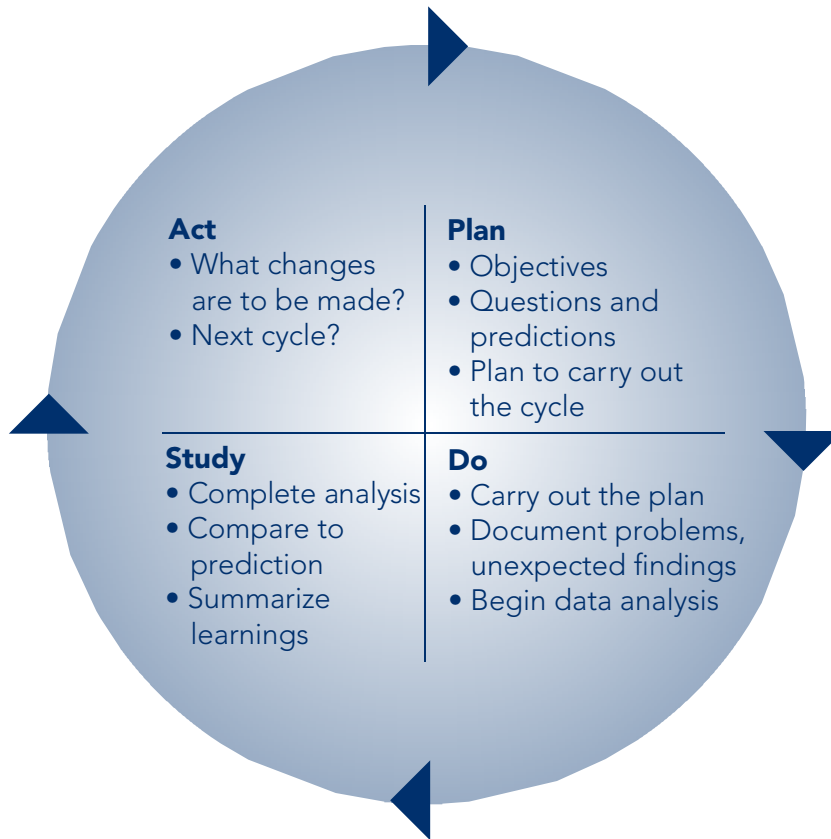 Act
• What changes
are to be made?
• Next cycle?
Plan
• Objectives
• Questions and
predictions
• Plan to carry out
the cycle
Study
• Complete analysis
• Compare to
prediction
• Summarize
learnings
Do
• Carry out the plan
• Document problems,
unexpected findings
• Begin data analysis